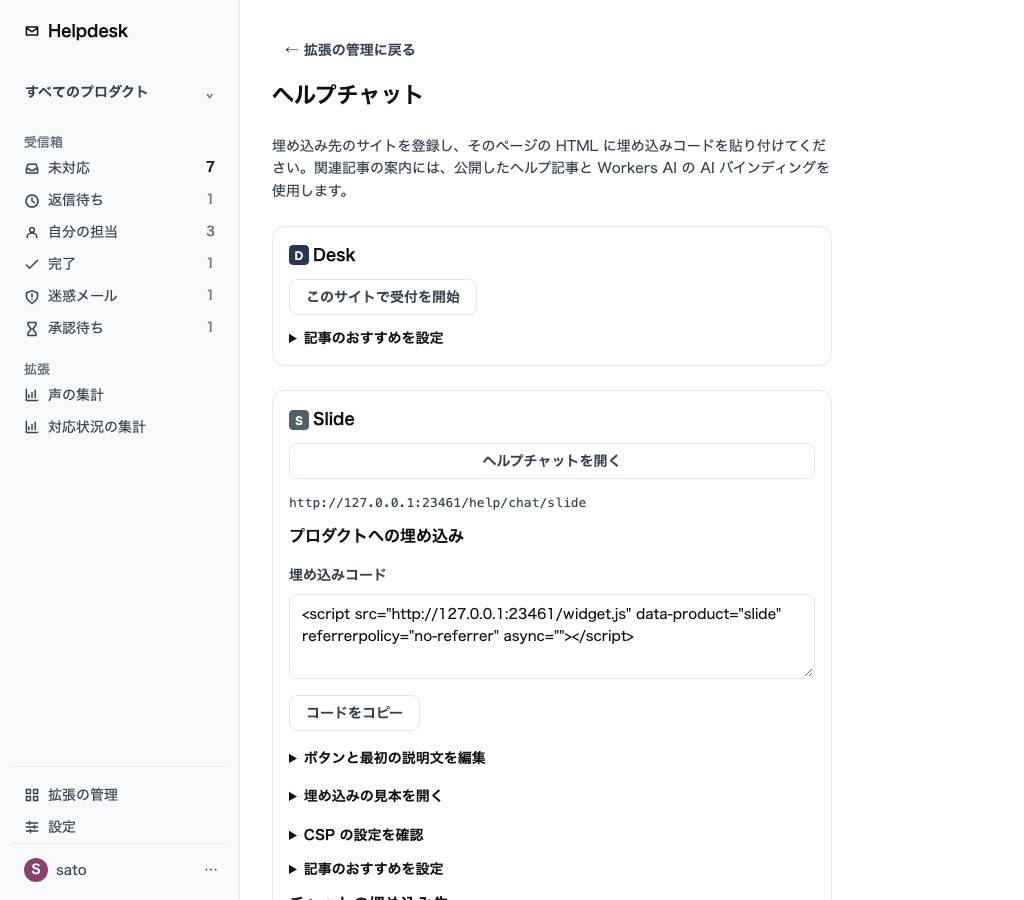 Helpdesk
すべてのプロダクト
受信箱
未対応 7
返信待ち 1
自分の担当 3
完了 1
迷惑メール 1
承認待ち 1
拡張
声の集計
対応状況の集計
拡張の管理
設定
S sato ...
← 拡張の管理に戻る
ヘルプチャット
埋め込み先のサイトを登録し、そのページの HTML に埋め込みコードを貼り付けてくだ
さい。関連記事の案内には、公開したヘルプ記事と Workers AI の AI バインディングを
使用します。
D Desk
このサイトで受付を開始
▶ 記事のおすすめを設定
S Slide
ヘルプチャットを開く
http://127.0.0.1:23461/help/chat/slide
プロダクトへの埋め込み
埋め込みコード
<script src="http://127.0.0.1:23461/widget.js" data-product="slide"
referrerpolicy="no-referrer" async=""></script>
コードをコピー
▶ ボタンと最初の説明文を編集
▶ 埋め込みの見本を開く
▶ CSP の設定を確認
▶ 記事のおすすめを設定